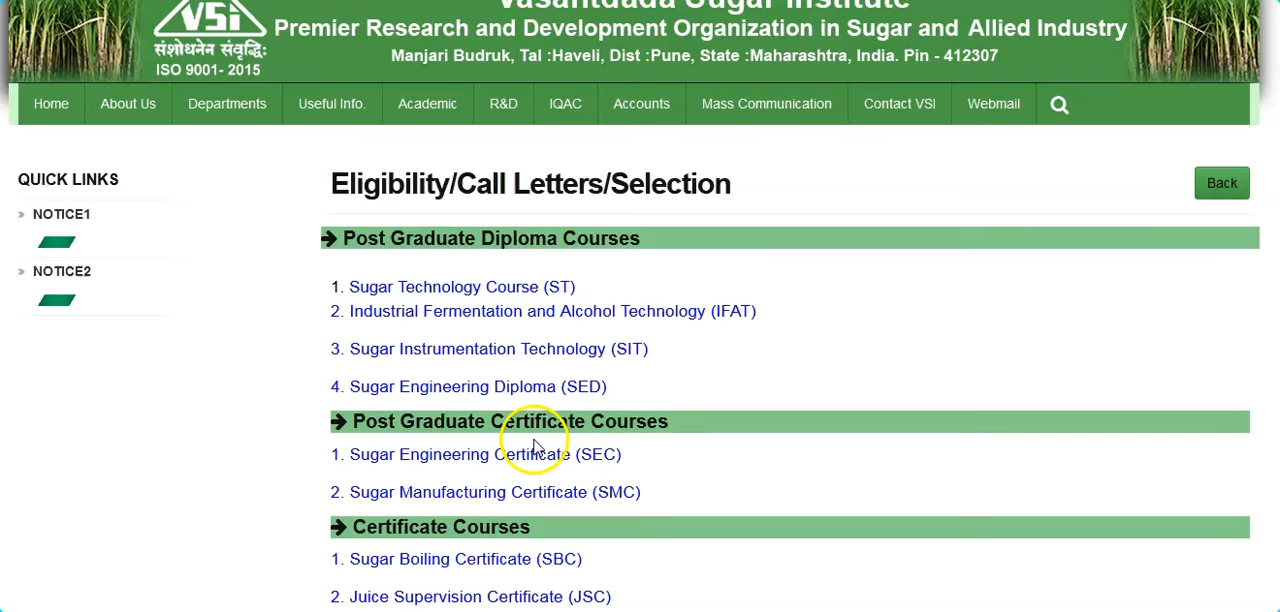 Vasantdada Sugar Institute
VSI
Premier Research and Development Organization in Sugar and Allied Industry
संशोधनेन संवृद्धि:
Manjari Budruk, Tal :Haveli, Dist :Pune, State :Maharashtra, India. Pin - 412307
ISO 9001- 2015
Home About Us Departments Useful Info. Academic R&D IQAC Accounts Mass Communication Contact VSI Webmail
QUICK LINKS
» NOTICE1
» NOTICE2
Eligibility/Call Letters/Selection
Back
Post Graduate Diploma Courses
1. Sugar Technology Course (ST)
2. Industrial Fermentation and Alcohol Technology (IFAT)
3. Sugar Instrumentation Technology (SIT)
4. Sugar Engineering Diploma (SED)
Post Graduate Certificate Courses
1. Sugar Engineering Certificate (SEC)
2. Sugar Manufacturing Certificate (SMC)
Certificate Courses
1. Sugar Boiling Certificate (SBC)
2. Juice Supervision Certificate (JSC)